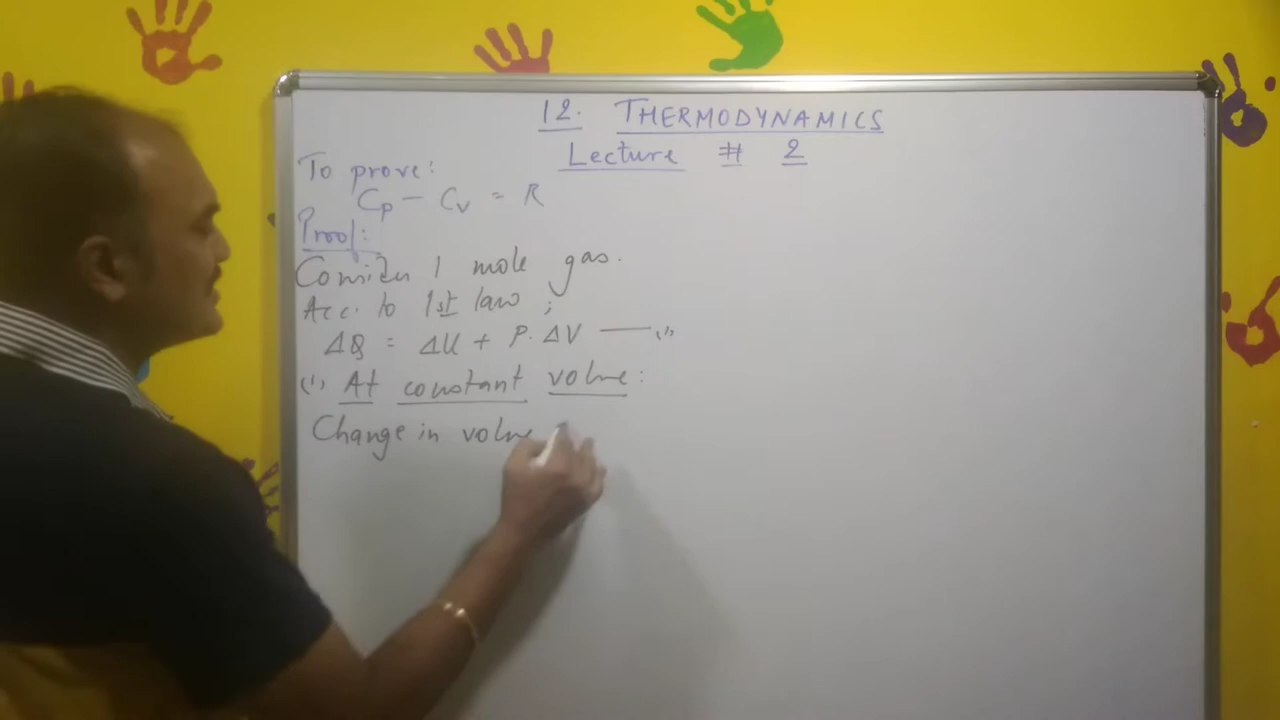 12. THERMODYNAMICS
Lecture # 2
To prove:
Cp - Cv = R
Proof:
Consider 1 mole gas.
Acc. to 1st law ;
ΔQ = ΔU + P. ΔV — (1)
(1) At constant volume:
Change in volume